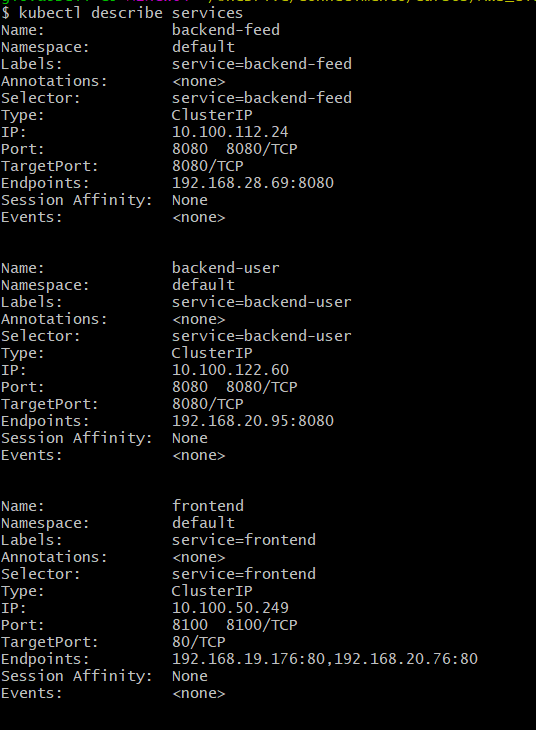 $ kubectl describe services
Name:              backend-feed
Namespace:         default
Labels:            service=backend-feed
Annotations:       <none>
Selector:          service=backend-feed
Type:              ClusterIP
IP:                10.100.112.24
Port:              8080  8080/TCP
TargetPort:        8080/TCP
Endpoints:         192.168.28.69:8080
Session Affinity:  None
Events:            <none>
Name:              backend-user
Namespace:         default
Labels:            service=backend-user
Annotations:       <none>
Selector:          service=backend-user
Type:              ClusterIP
IP:                10.100.122.60
Port:              8080  8080/TCP
TargetPort:        8080/TCP
Endpoints:         192.168.20.95:8080
Session Affinity:  None
Events:            <none>
Name:              frontend
Namespace:         default
Labels:            service=frontend
Annotations:       <none>
Selector:          service=frontend
Type:              ClusterIP
IP:                10.100.50.249
Port:              8100  8100/TCP
TargetPort:        80/TCP
Endpoints:         192.168.19.176:80,192.168.20.76:80
Session Affinity:  None
Events:            <none>